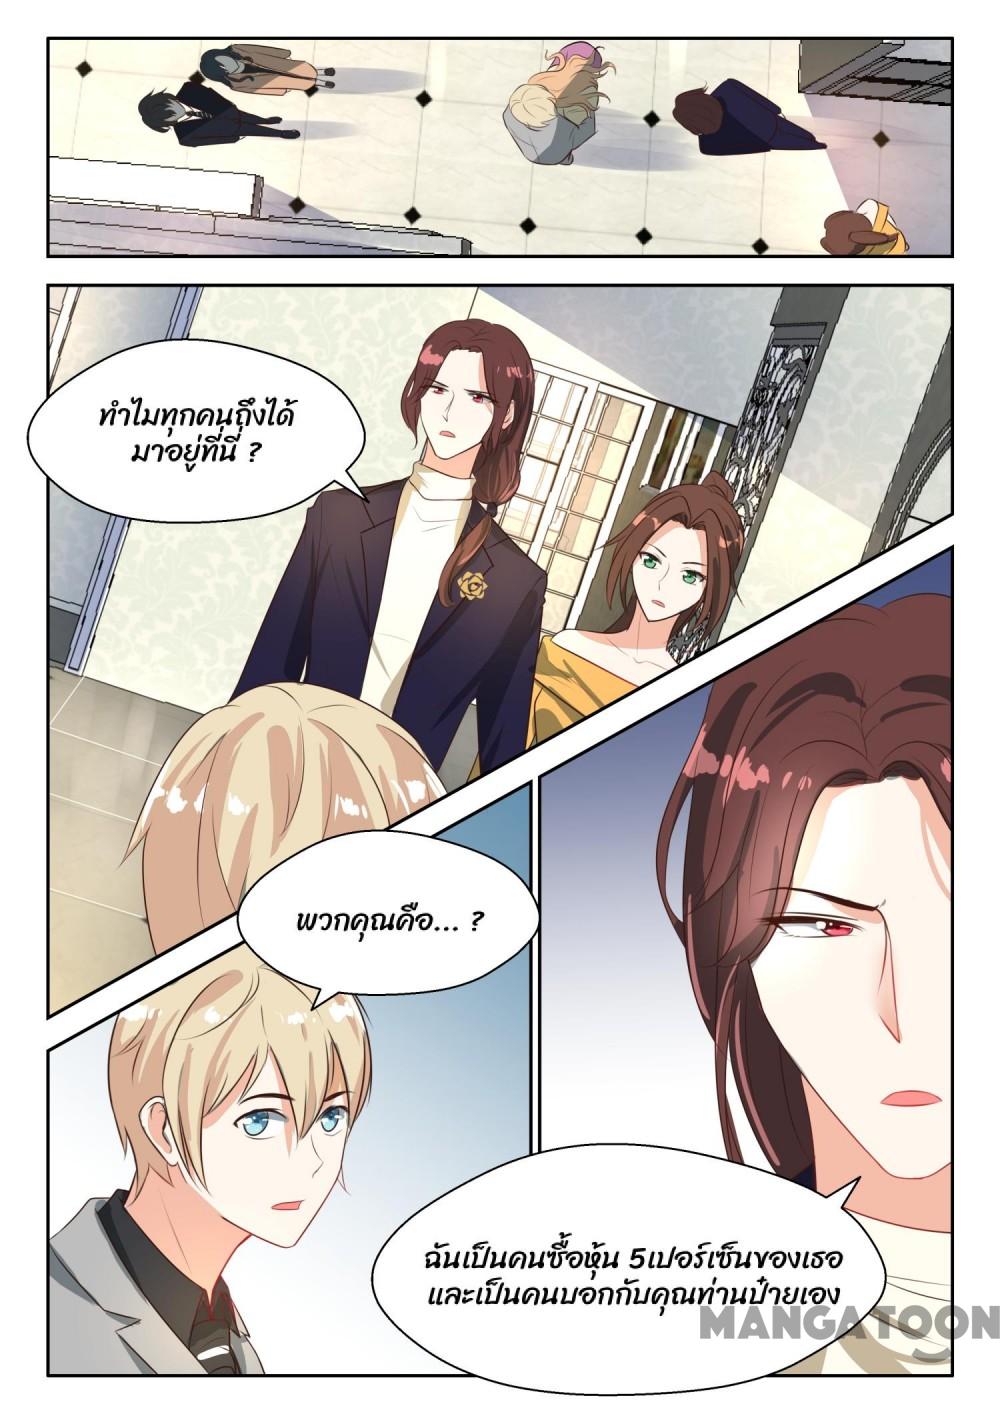 ทำไมทุกคนถึงได้
มาอยู่ที่นี่ ?
พวกคุณคือ... ?
ฉันเป็นคนซื้อหุ้น 5เปอร์เซ็นของเธอ
และเป็นคนบอกกับคุณท่านป๋ายเอง
MANGATOON